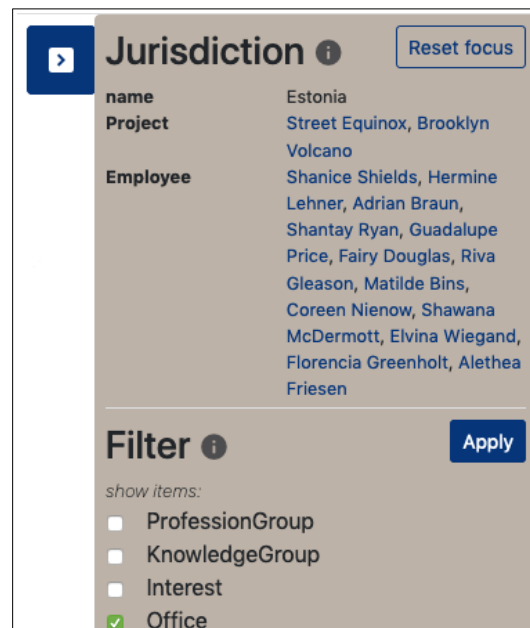 Jurisdiction
Reset focus
name Estonia
Project Street Equinox, Brooklyn
Volcano
Employee Shanice Shields, Hermine
Lehner, Adrian Braun,
Shantay Ryan, Guadalupe
Price, Fairy Douglas, Riva
Gleason, Matilde Bins,
Coreen Nienow, Shawana
McDermott, Elvina Wiegand,
Florencia Greenholt, Alethea
Friesen
Filter
Apply
show items:
ProfessionGroup
KnowledgeGroup
Interest
Office